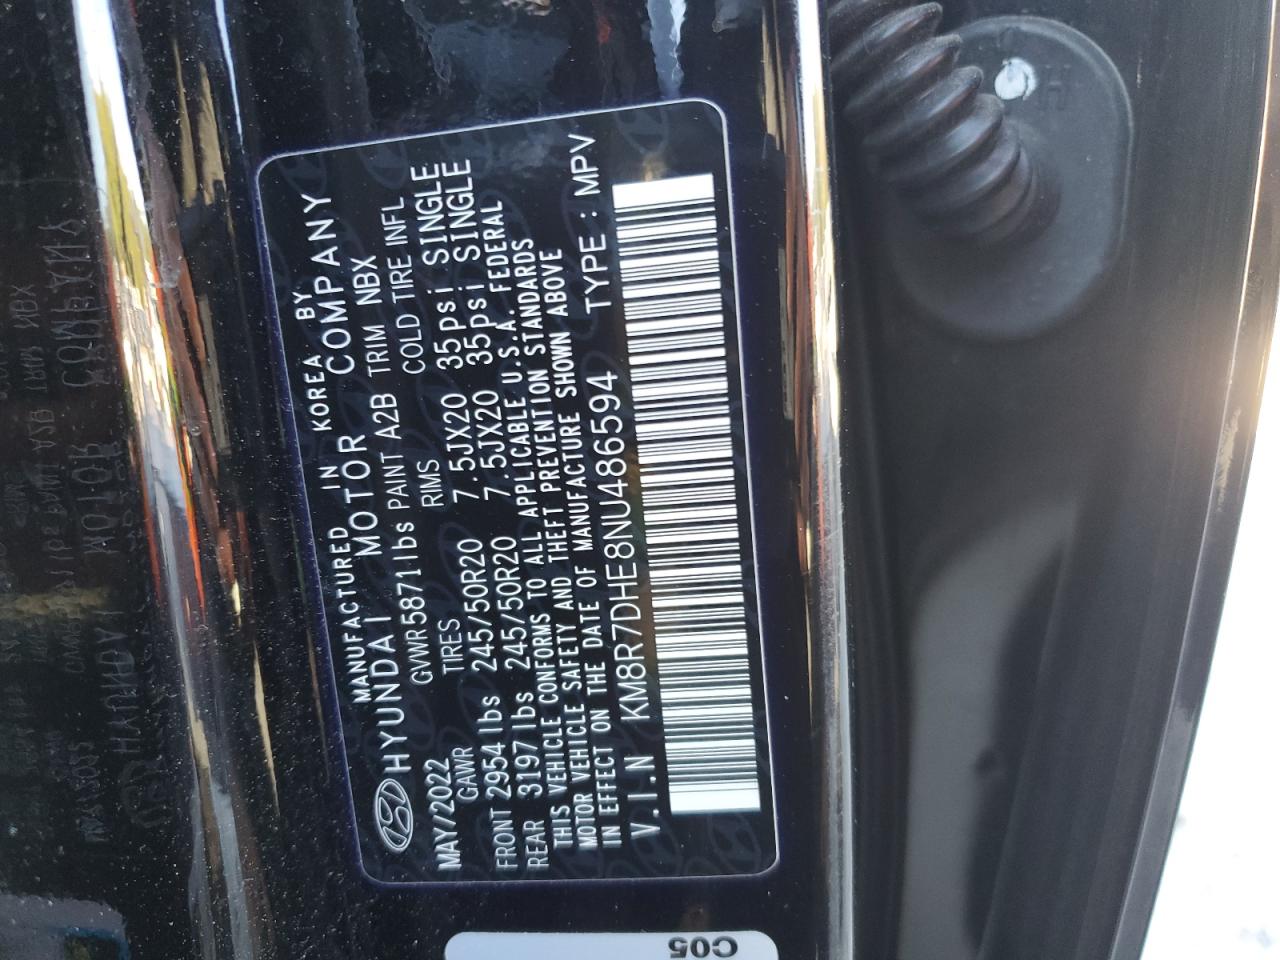 MANUFACTURED IN KOREA BY
HYUNDAI MOTOR COMPANY
MAY/2022 GVWR 5871lbs PAINT A2B TRIM NBX
GAWR TIRES RIMS COLD TIRE INFL
FRONT 2954lbs 245/50R20 7.5JX20 35psi SINGLE
REAR 3197lbs 245/50R20 7.5JX20 35psi SINGLE
THIS VEHICLE CONFORMS TO ALL APPLICABLE U.S.A. FEDERAL
MOTOR VEHICLE SAFETY AND THEFT PREVENTION STANDARDS
IN EFFECT ON THE DATE OF MANUFACTURE SHOWN ABOVE
V.I.N KM8R7DHE8NU486594 TYPE : MPV
C05
H